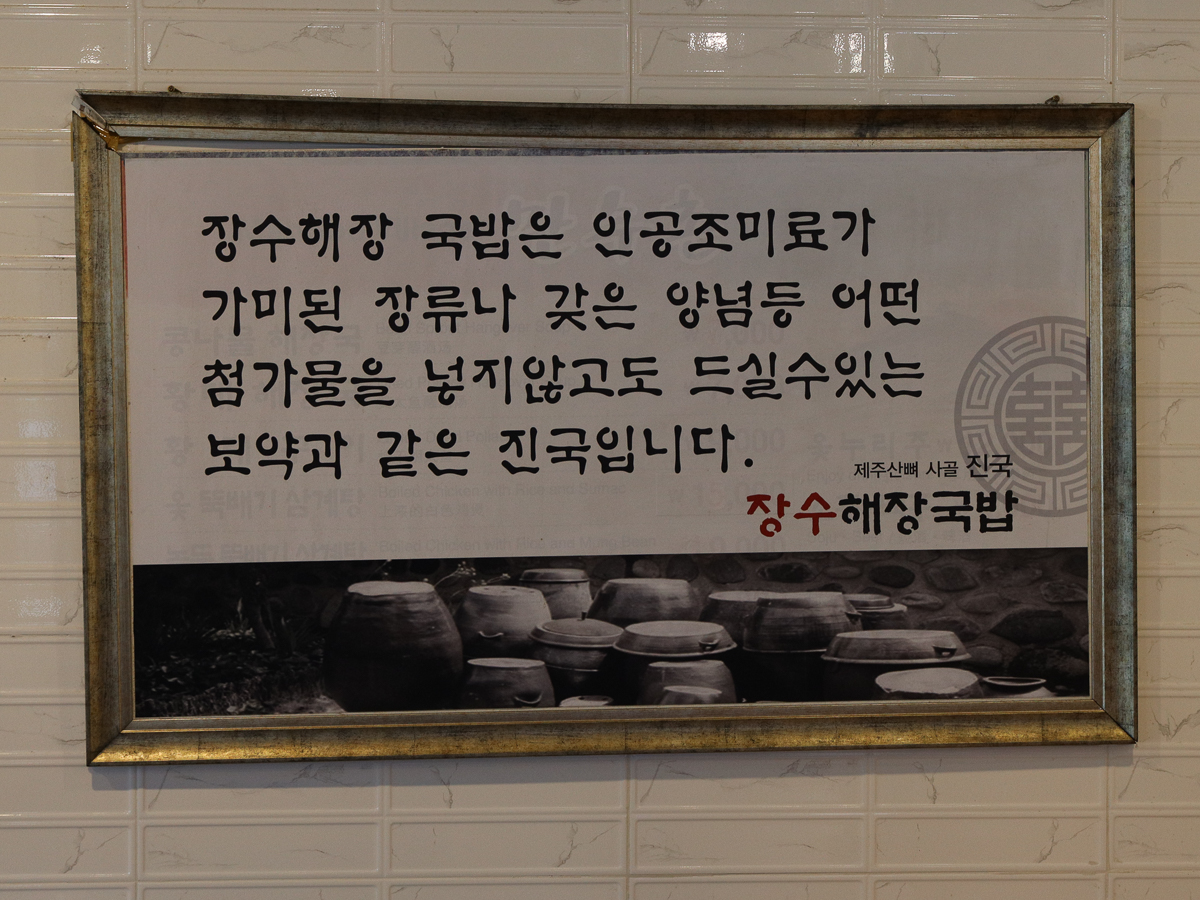 장수해장 국밥은 인공조미료가
가미된 장류나 갖은 양념등 어떤
첨가물을 넣지않고도 드실수있는
보약과 같은 진국입니다.
제주산뼈 사골 진국
장수해장국밥